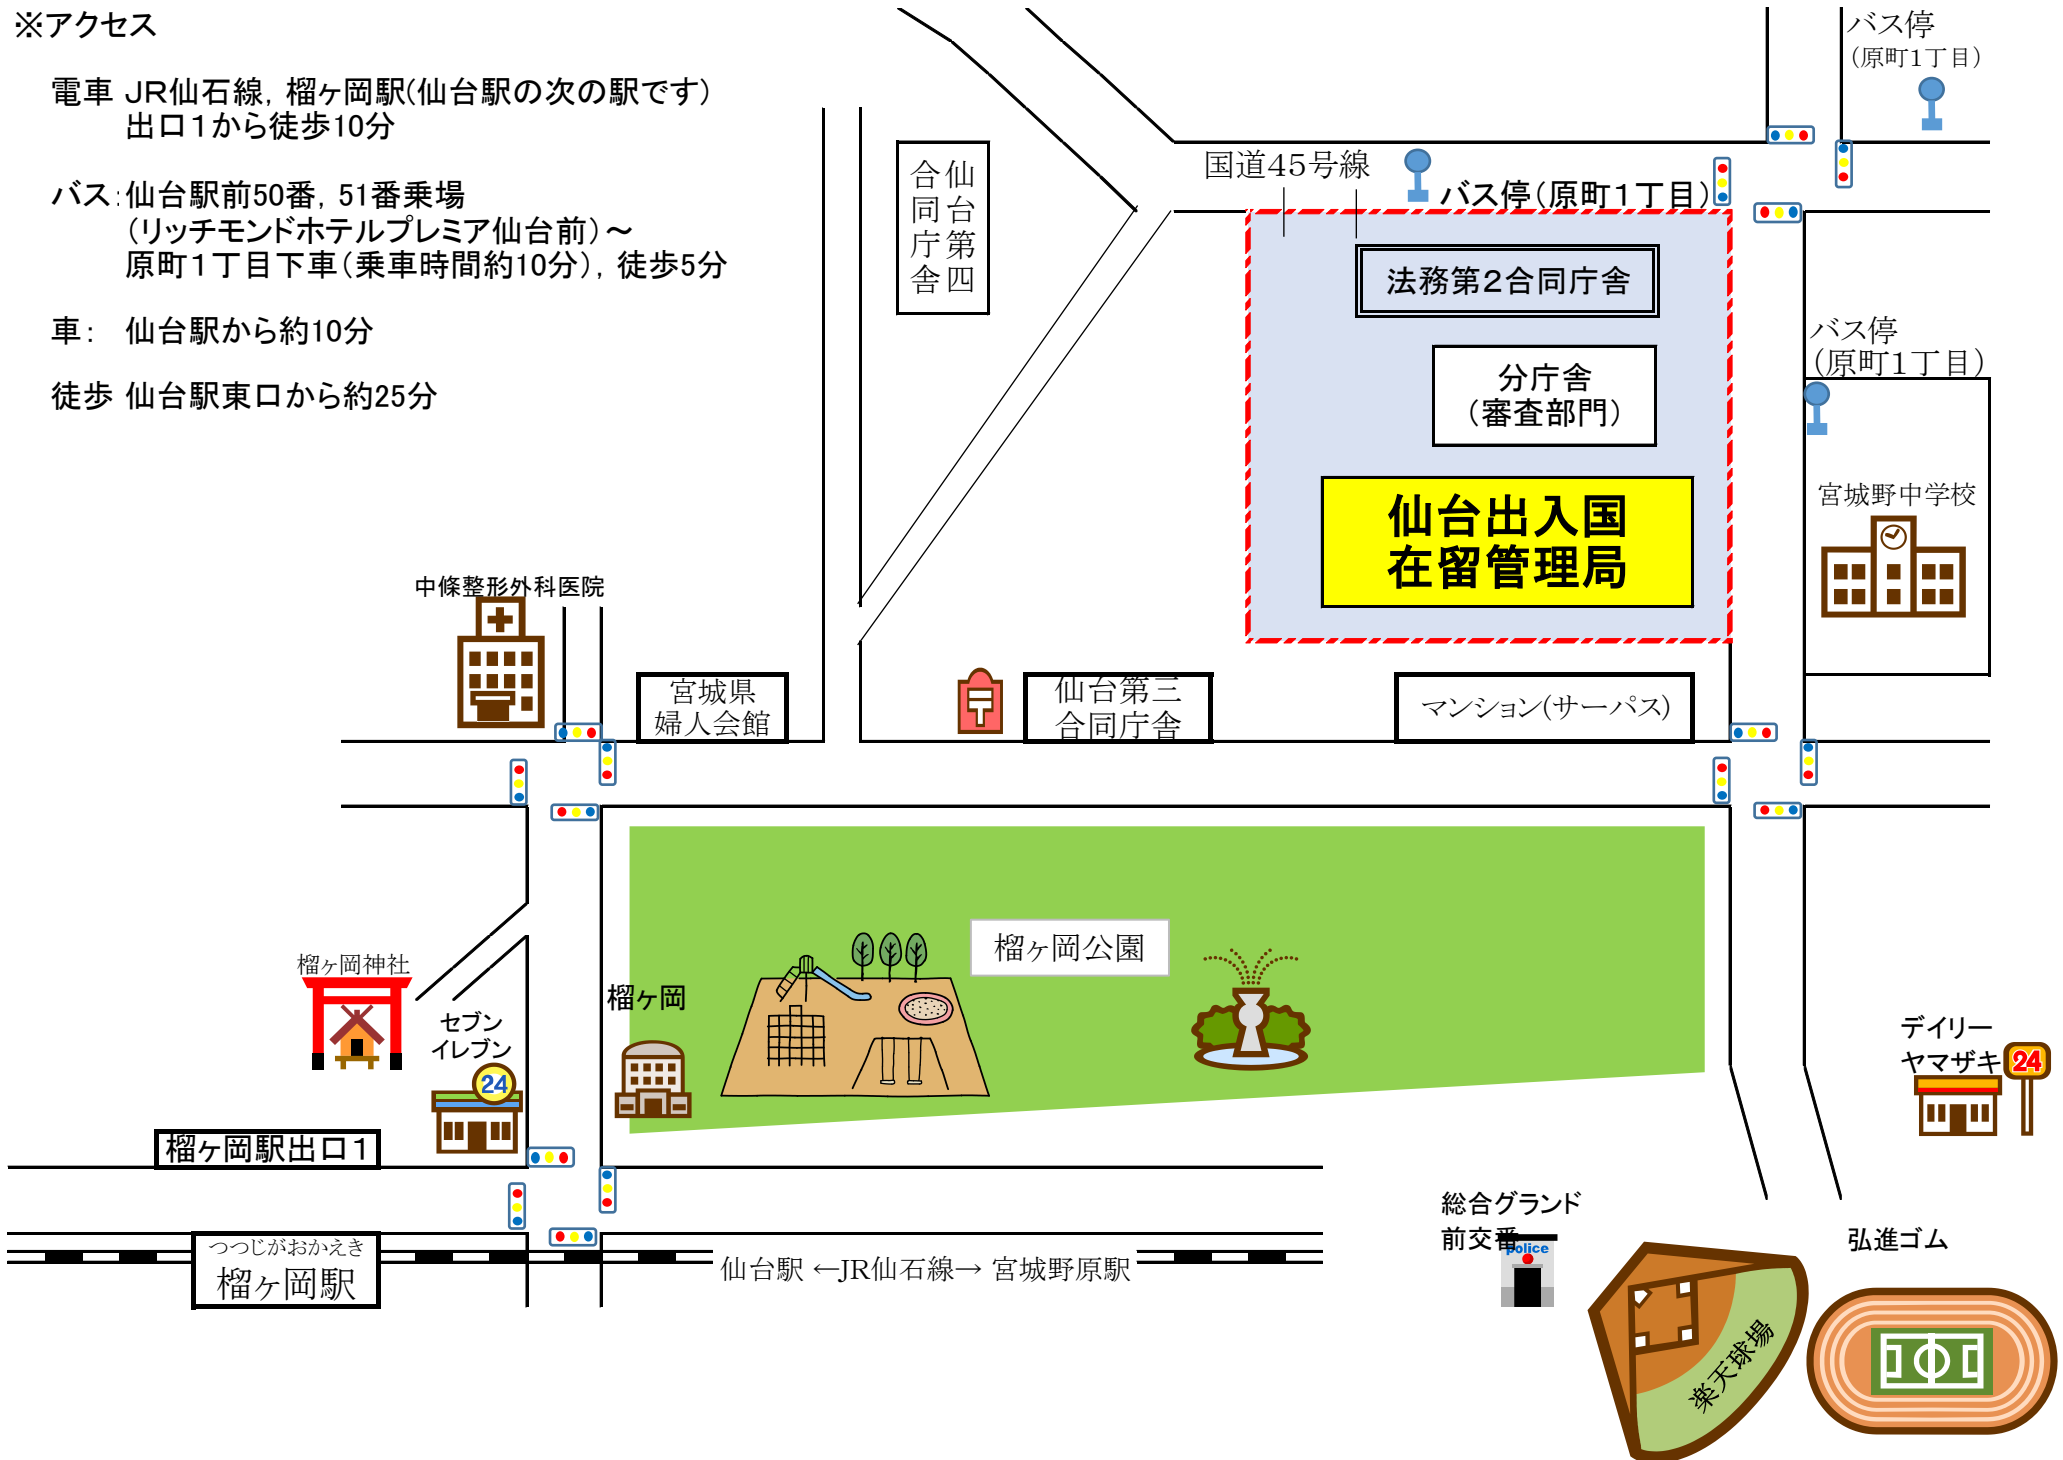 ※アクセス
電車 JR仙石線, 榴ヶ岡駅(仙台駅の次の駅です)
出口1から徒歩10分
バス:仙台駅前50番, 51番乗場
(リッチモンドホテルプレミア仙台前)～
原町1丁目下車(乗車時間約10分), 徒歩5分
車: 仙台駅から約10分
徒歩 仙台駅東口から約25分
バス停
(原町1丁目)
国道45号線
バス停(原町1丁目)
仙台第四
合同庁舎
法務第2合同庁舎
分庁舎
(審査部門)
仙台出入国
在留管理局
バス停
(原町1丁目)
宮城野中学校
中條整形外科医院
宮城県
婦人会館
仙台第三
合同庁舎
マンション(サーパス)
榴ヶ岡公園
榴ヶ岡神社
榴ヶ岡
セブン
イレブン
24
デイリー
ヤマザキ
24
榴ヶ岡駅出口1
つつじがおかえき
榴ヶ岡駅
仙台駅 ←JR仙石線→ 宮城野原駅
総合グランド
前交番
police
弘進ゴム
楽天球場